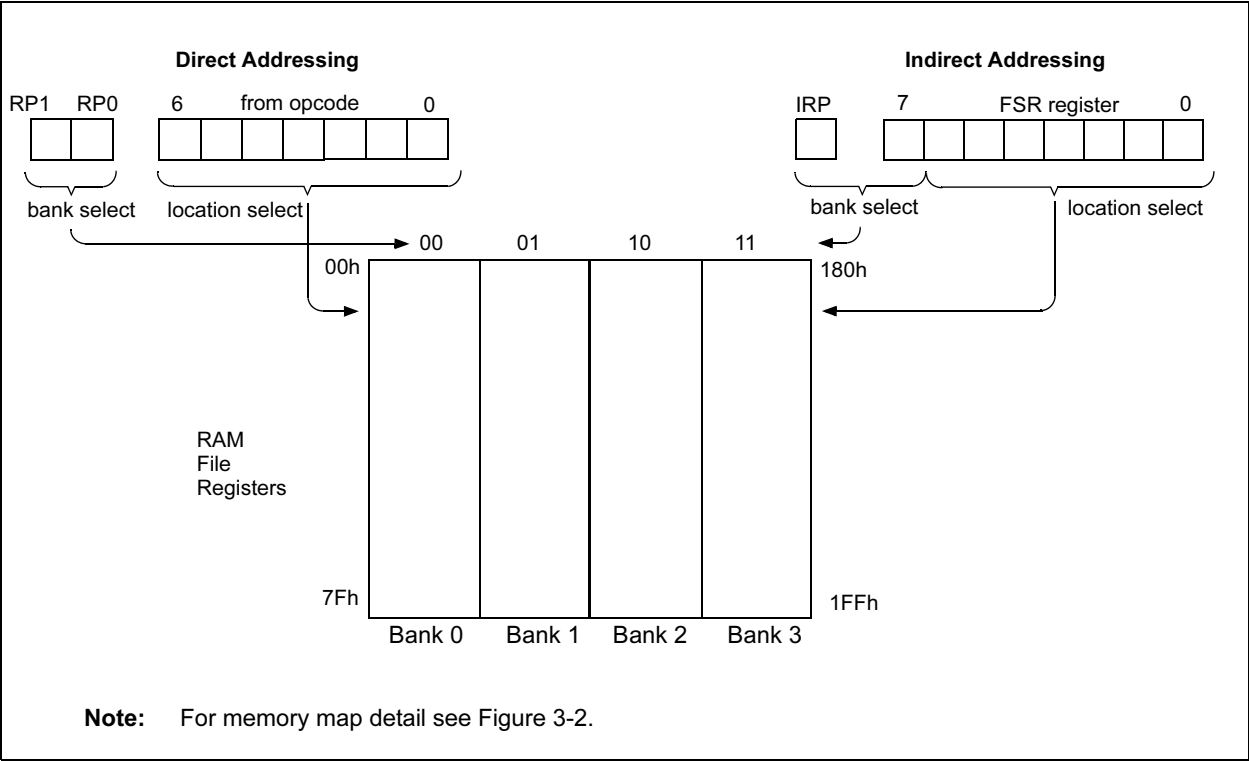 Direct Addressing
Indirect Addressing
RP1 RP0 6 from opcode 0
IRP 7 FSR register 0
bank select location select
bank select location select
00 01 10 11
00h 180h
RAM
File
Registers
7Fh 1FFh
Bank 0 Bank 1 Bank 2 Bank 3
Note: For memory map detail see Figure 3-2.